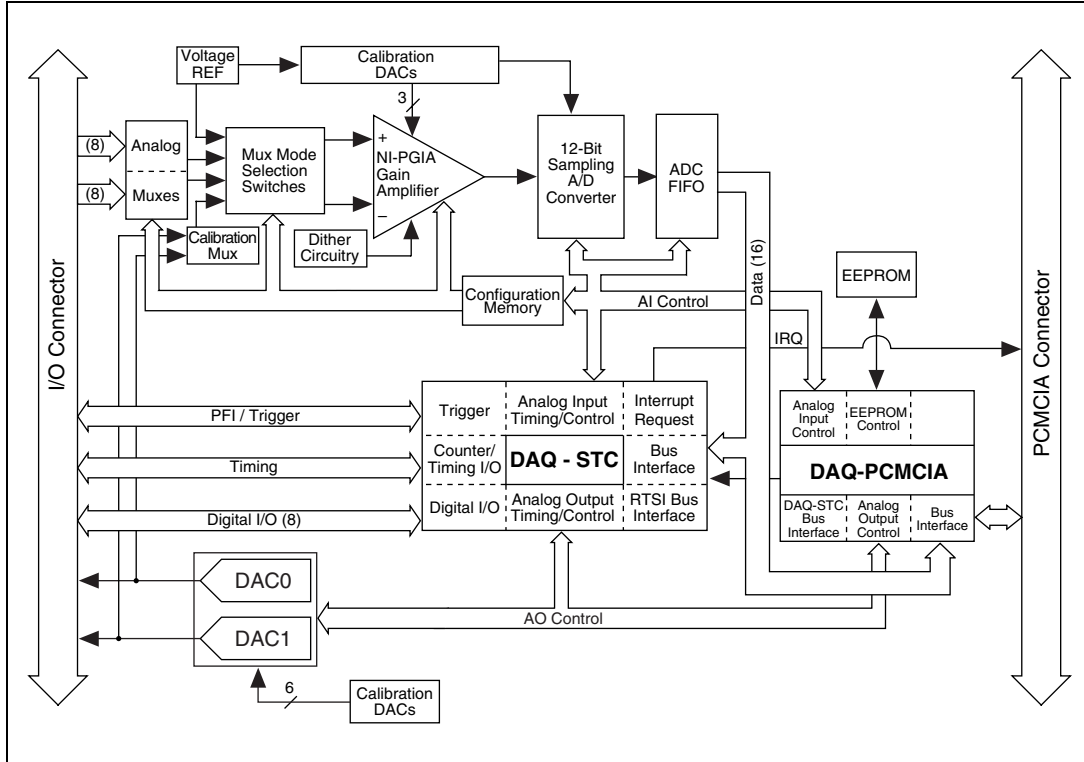 Voltage
REF
Calibration
DACs
3
(8)
(8)
Analog
Muxes
Mux Mode
Selection
Switches
+
NI-PGIA
Gain
Amplifier
−
12-Bit
Sampling
A/D
Converter
ADC
FIFO
Calibration
Mux
Dither
Circuitry
Configuration
Memory
AI Control
Data (16)
EEPROM
IRQ
I/O Connector
PCMCIA Connector
PFI / Trigger
Timing
Digital I/O (8)
Trigger
Analog Input
Timing/Control
Interrupt
Request
Counter/
Timing I/O
DAQ - STC
Bus
Interface
Digital I/O
Analog Output
Timing/Control
RTSI Bus
Interface
Analog
Input
Control
EEPROM
Control
DAQ-PCMCIA
DAQ-STC
Bus
Interface
Analog
Output
Control
Bus
Interface
DAC0
DAC1
AO Control
6
Calibration
DACs